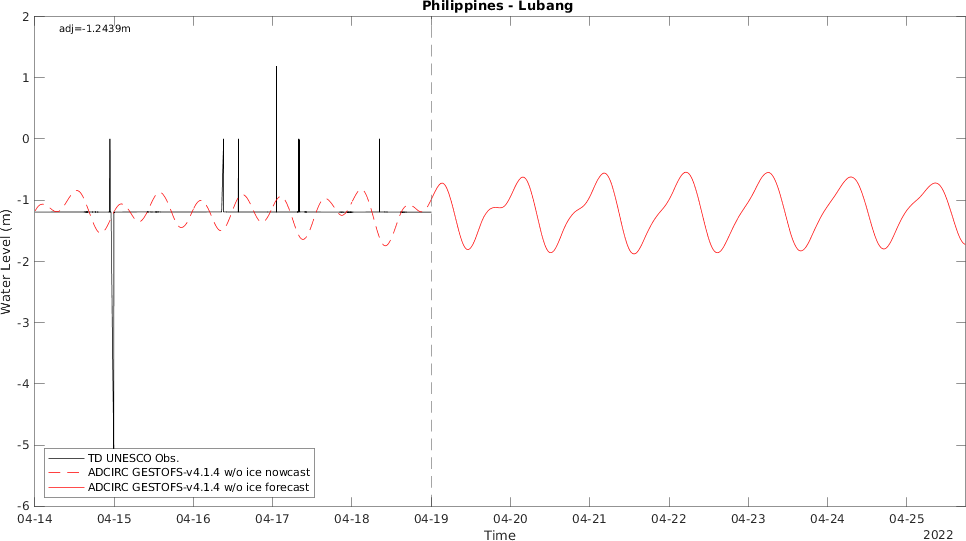 Philippines - Lubang
adj=-1.2439m
2
1
0
-1
-2
-3
-4
-5
-6
Water Level (m)
TD UNESCO Obs.
ADCIRC GESTOFS-v4.1.4 w/o ice nowcast
ADCIRC GESTOFS-v4.1.4 w/o ice forecast
04-14 04-15 04-16 04-17 04-18 04-19 04-20 04-21 04-22 04-23 04-24 04-25
Time
2022